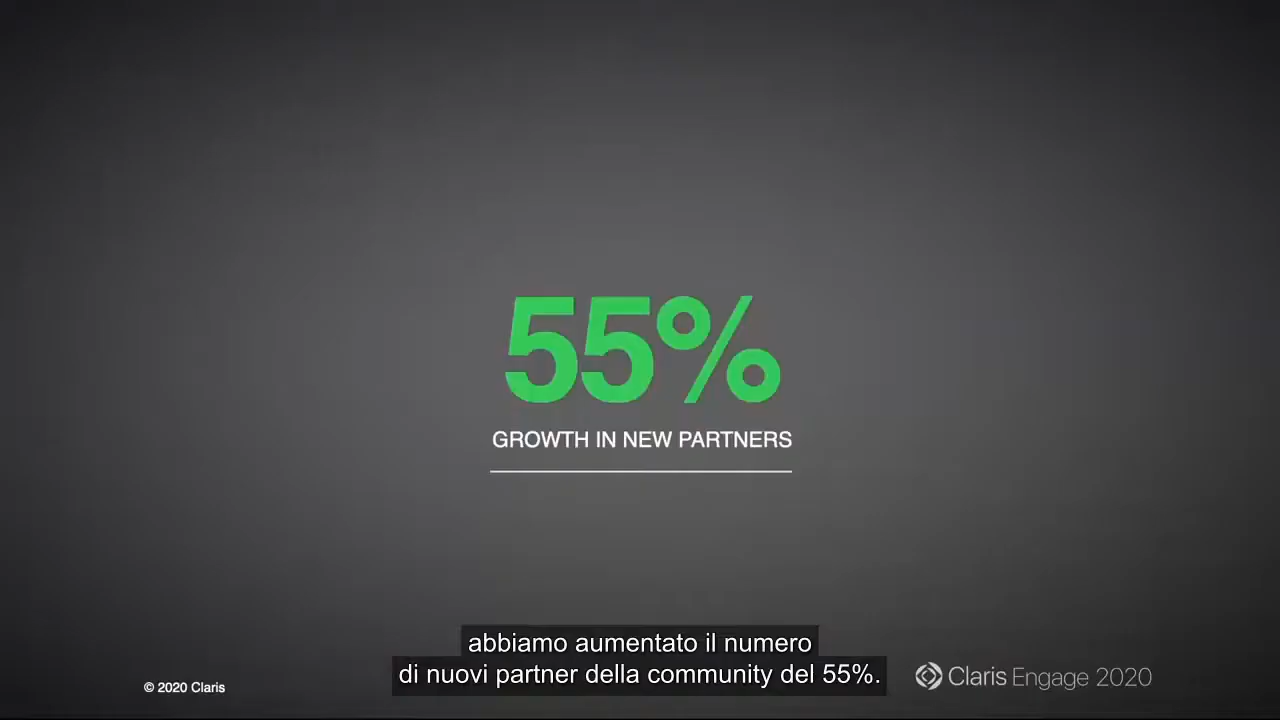 55%
GROWTH IN NEW PARTNERS
abbiamo aumentato il numero
di nuovi partner della community del 55%.
© 2020 Claris
Claris Engage 2020